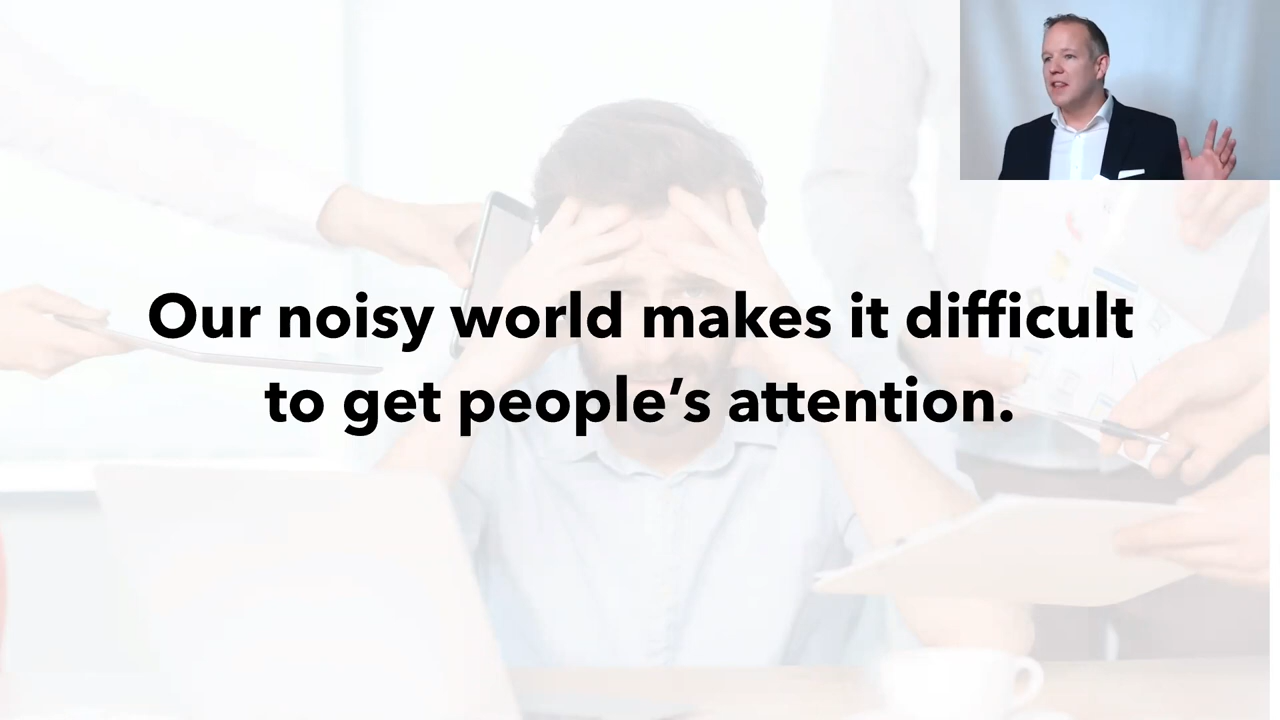 Our noisy world makes it difficult
to get people’s attention.